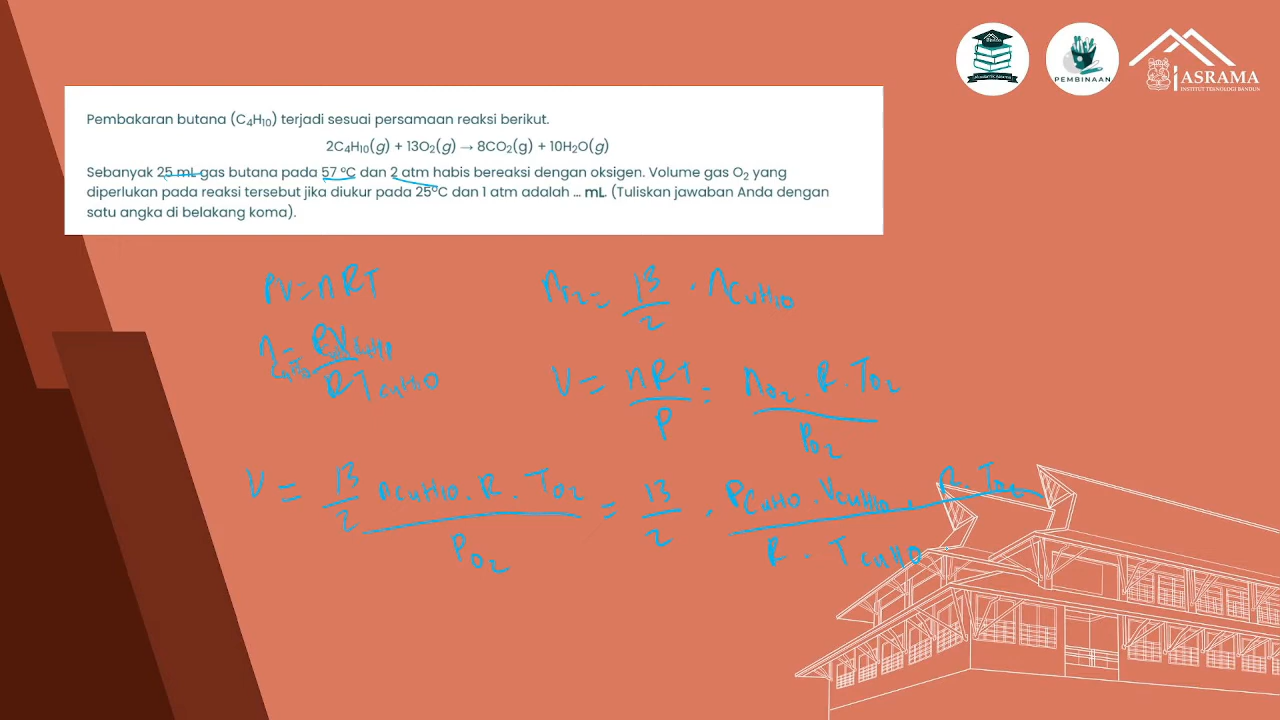 PEMBINAAN
ASRAMA
INSTITUT TEKNOLOGI BANDUNG
Pembakaran butana (C₄H₁₀) terjadi sesuai persamaan reaksi berikut.
2C₄H₁₀(g) + 13O₂(g) → 8CO₂(g) + 10H₂O(g)
Sebanyak 25 mL gas butana pada 57 °C dan 2 atm habis bereaksi dengan oksigen. Volume gas O₂ yang
diperlukan pada reaksi tersebut jika diukur pada 25°C dan 1 atm adalah ... mL. (Tuliskan jawaban Anda dengan
satu angka di belakang koma).
PV = nRT
n = 13/2 · nC4H10
V = nRT/P = nO2 · R · TO2 / PO2
V = 13/2 nC4H10 · R · TO2 / PO2 = 13/2 · PC4H10 · VC4H10 · R · TO2 / R · TC4H10